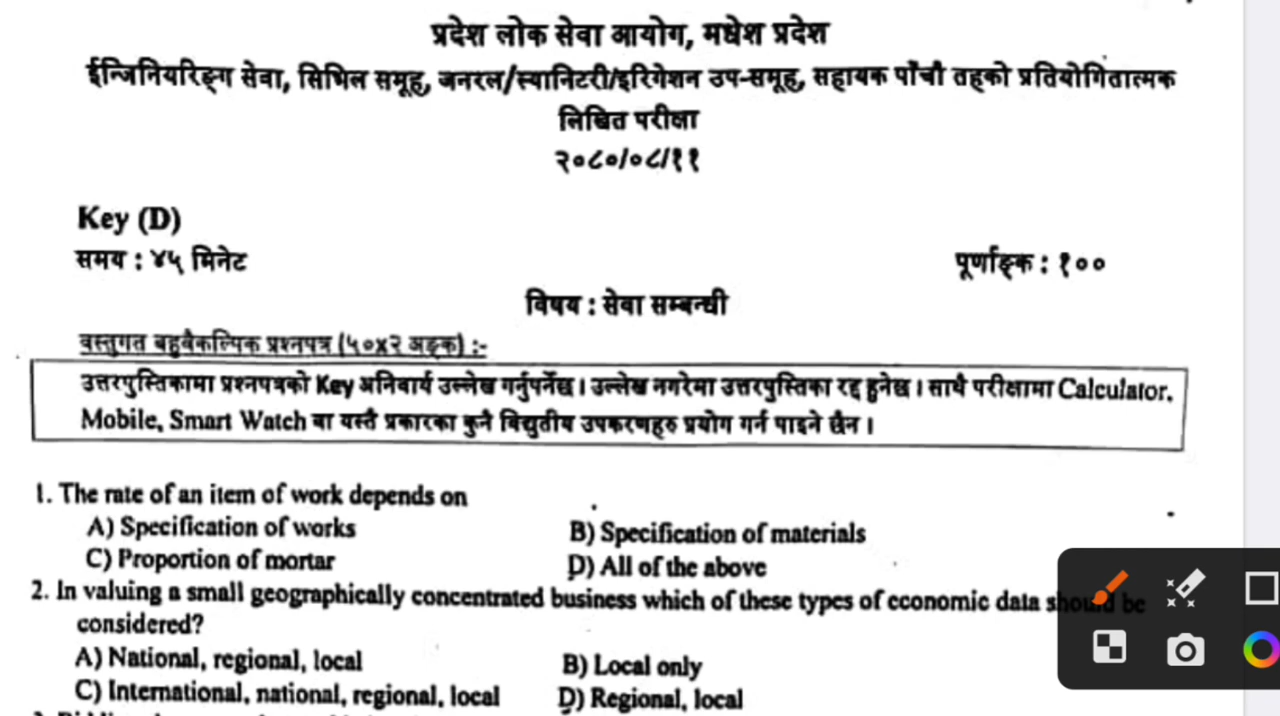 प्रदेश लोक सेवा आयोग, मधेश प्रदेश
ईन्जिनियरिङ्ग सेवा, सिभिल समूह, जनरल/स्यानिटरी/इरिगेशन उप-समूह, सहायक पाँचौ तहको प्रतियोगितात्मक
लिखित परीक्षा
२०८०/०८/११
Key (D)
समय : ४५ मिनेट
पूर्णाङ्क : १००
विषय : सेवा सम्बन्धी
वस्तुगत बहुवैकल्पिक प्रश्नपत्र (५०x२ अङ्क) :-
उत्तरपुस्तिकामा प्रश्नपत्रको Key अनिवार्य उल्लेख गर्नुपर्नेछ । उल्लेख नगरेमा उत्तरपुस्तिका रद्द हुनेछ । साथै परीक्षामा Calculator,
Mobile, Smart Watch वा यस्तै प्रकारका कुनै विद्युतीय उपकरणहरु प्रयोग गर्न पाइने छैन ।
1. The rate of an item of work depends on
A) Specification of works B) Specification of materials
C) Proportion of mortar D) All of the above
2. In valuing a small geographically concentrated business which of these types of economic data should be
considered?
A) National, regional, local B) Local only
C) International, national, regional, local D) Regional, local